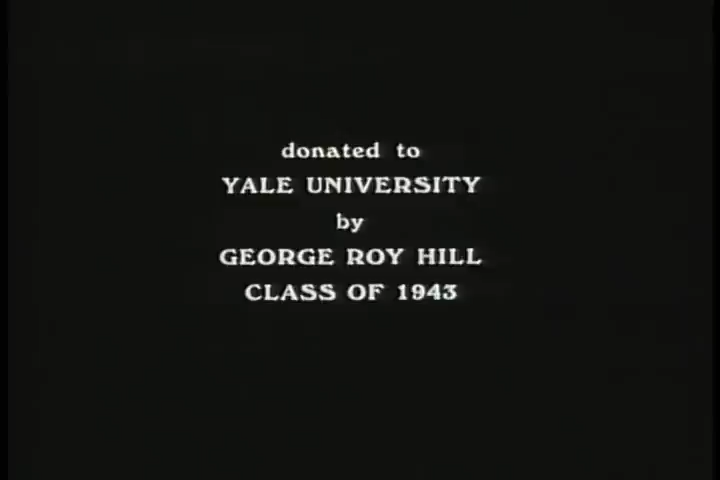 donated to
YALE UNIVERSITY
by
GEORGE ROY HILL
CLASS OF 1943